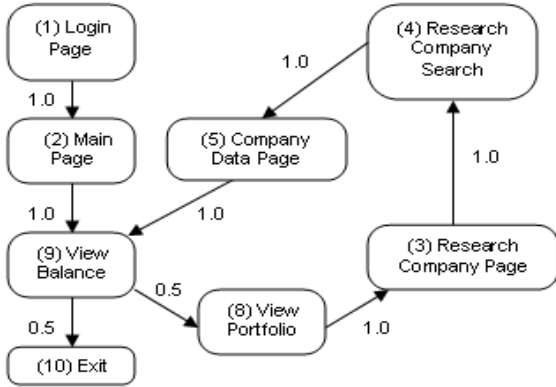 (1) Login
Page
1.0
(2) Main
Page
1.0
(9) View
Balance
0.5
(10) Exit
0.5
(8) View
Portfolio
1.0
(3) Research
Company Page
1.0
(4) Research
Company
Search
1.0
(5) Company
Data Page
1.0